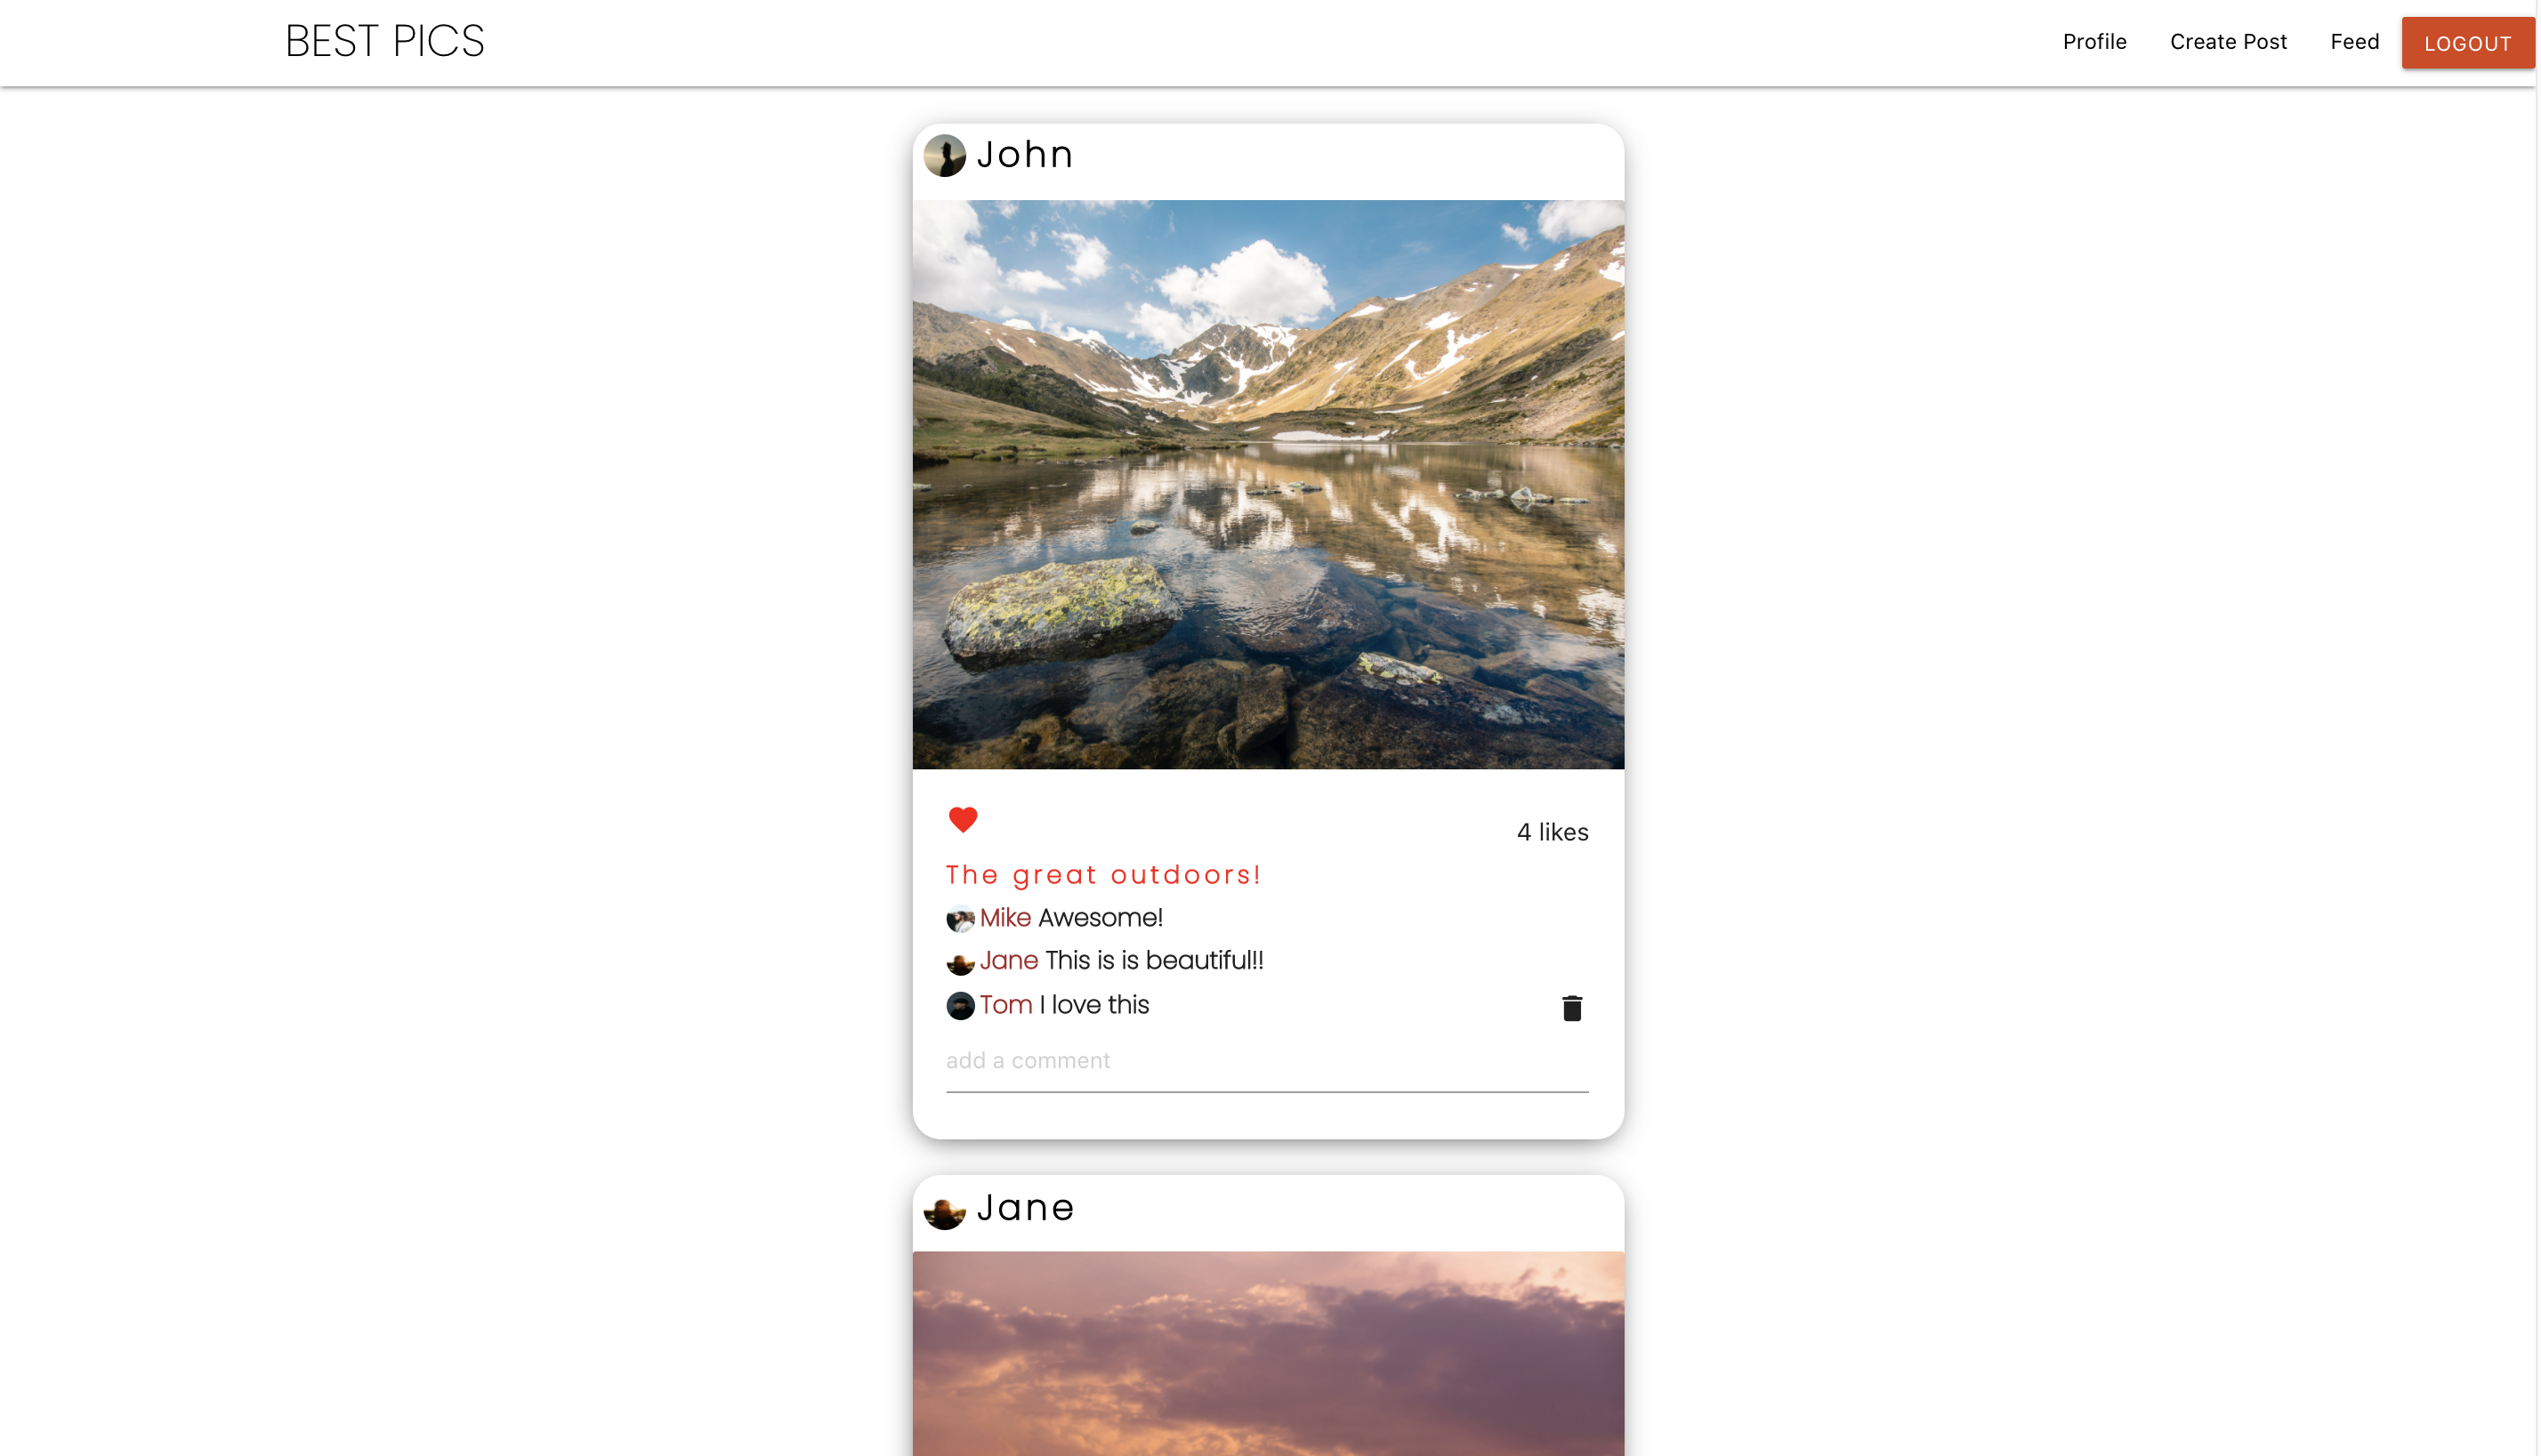 BEST PICS
Profile Create Post Feed LOGOUT
John
4 likes
The great outdoors!
Mike Awesome!
Jane This is is beautiful!!
Tom I love this
add a comment
Jane